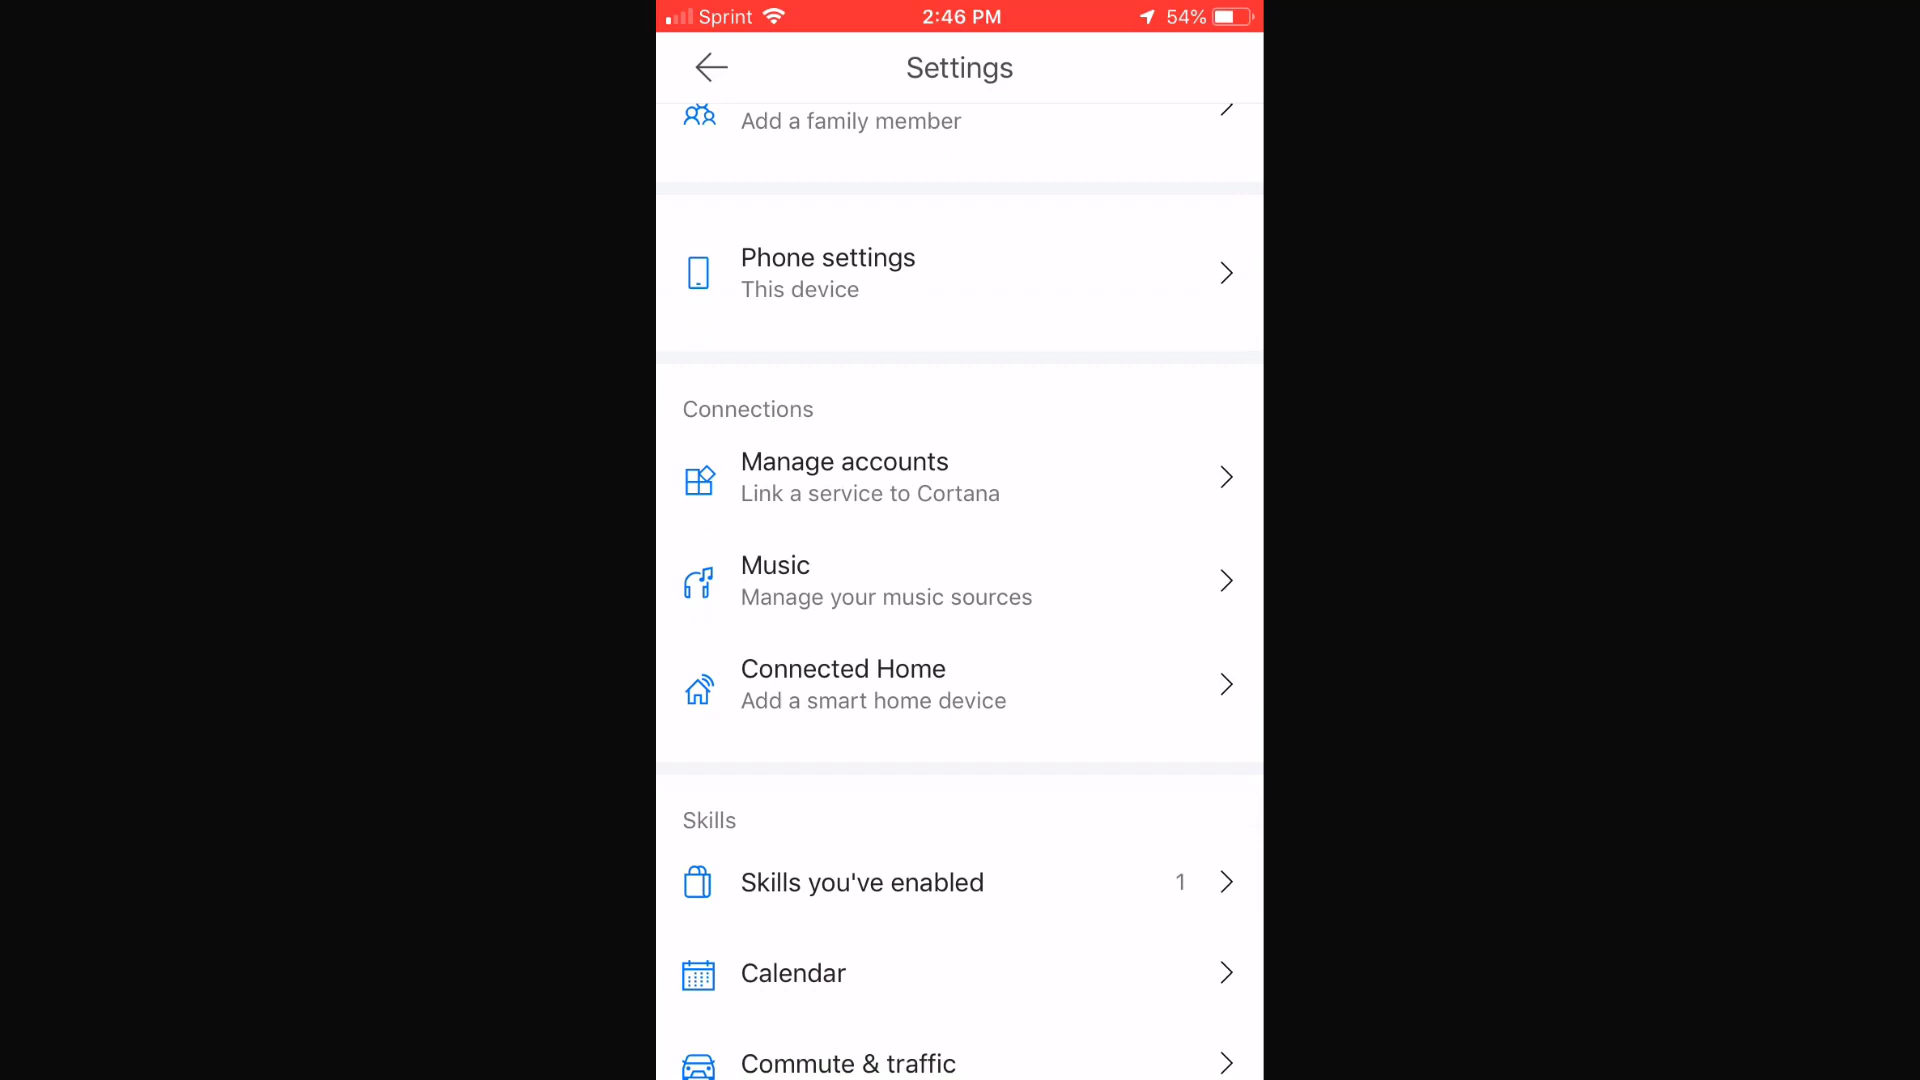 Sprint 2:46 PM 54%
Settings
Add a family member
Phone settings
This device
Connections
Manage accounts
Link a service to Cortana
Music
Manage your music sources
Connected Home
Add a smart home device
Skills
Skills you've enabled 1
Calendar
Commute & traffic